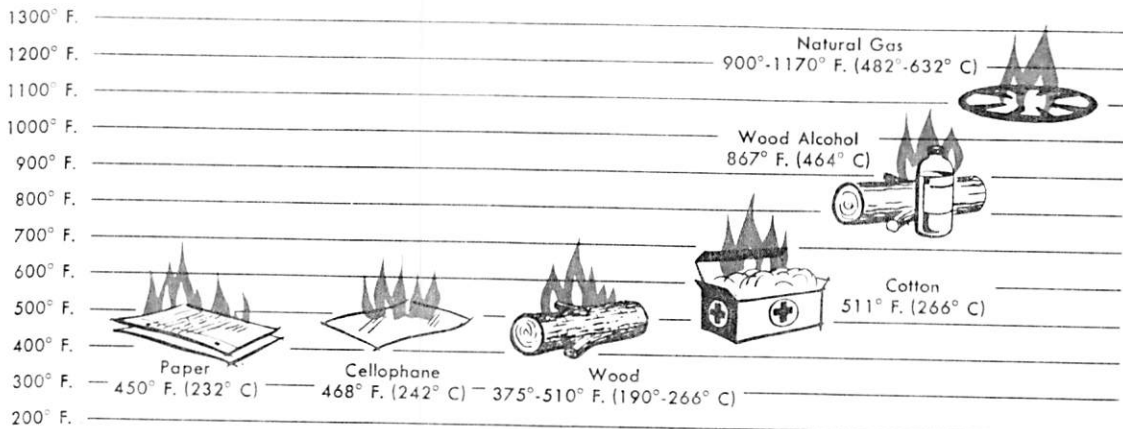 1300° F.
1200° F.
1100° F.
1000° F.
900° F.
800° F.
700° F.
600° F.
500° F.
400° F.
300° F.
200° F.
Natural Gas
900°-1170° F. (482°-632° C)
Wood Alcohol
867° F. (464° C)
Cotton
511° F. (266° C)
Paper
450° F. (232° C)
Cellophane
468° F. (242° C)
Wood
375°-510° F. (190°-266° C)